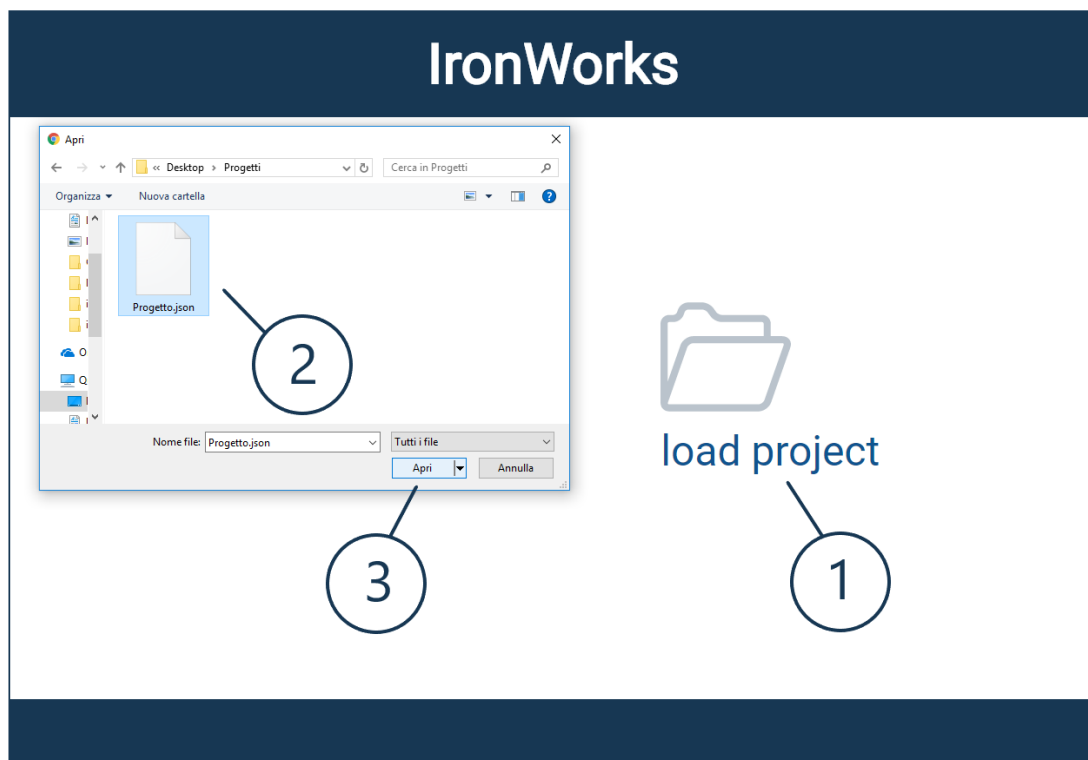 IronWorks
Apri
« Desktop › Progetti
Cerca in Progetti
Organizza
Nuova cartella
Progetto.json
2
O
Q
Nome file:
Progetto.json
Tutti i file
Apri
Annulla
load project
3
1